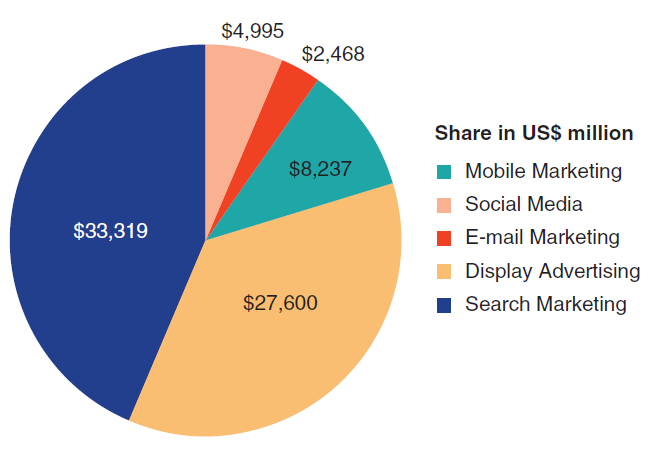 $4,995
$2,468
$8,237
$33,319
$27,600
Share in US$ million
Mobile Marketing
Social Media
E-mail Marketing
Display Advertising
Search Marketing